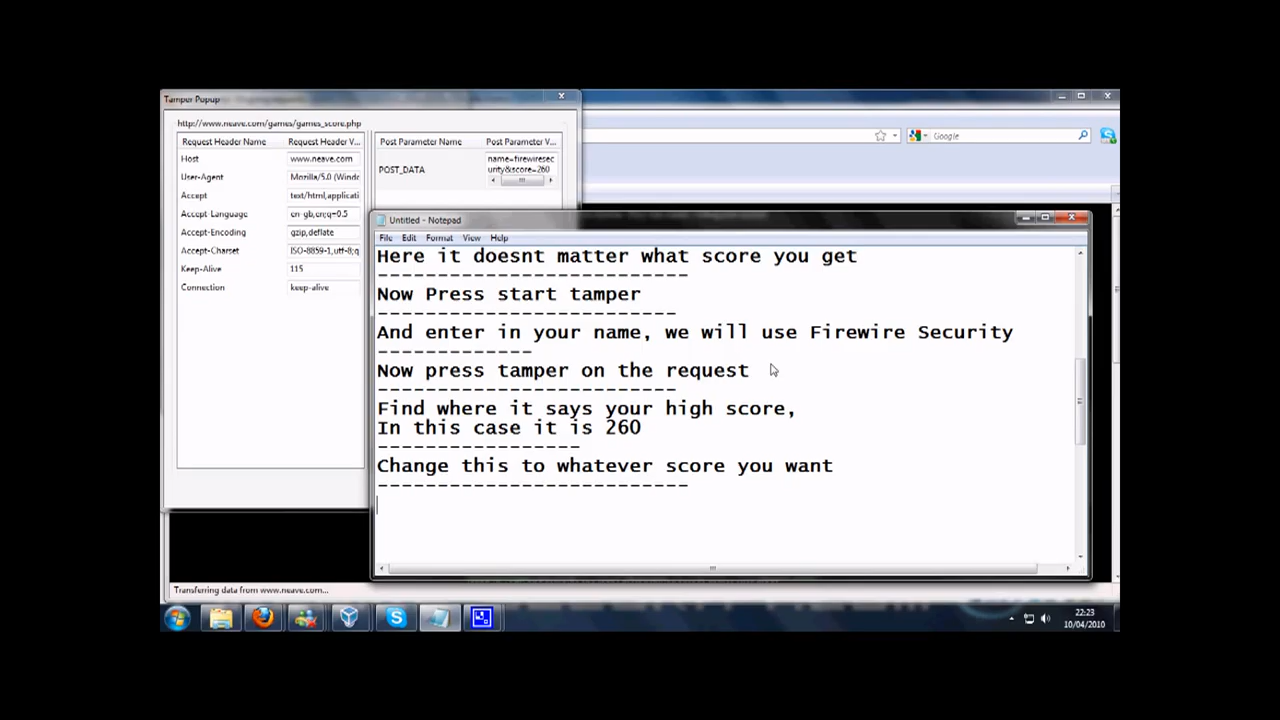 Tamper Popup
http://www.neave.com/games/games_score.php
Request Header Name
Request Header V...
Post Parameter Name
Post Parameter V...
Host
www.neave.com
User-Agent
Mozilla/5.0 (Windc
Accept
text/html,applicati
Accept-Language
en-gb,en;q=0.5
Accept-Encoding
gzip,deflate
Accept-Charset
ISO-8859-1,utf-8;q
Keep-Alive
115
Connection
keep-alive
POST_DATA
name=firewiresec
urity&score=260
Google
Untitled - Notepad
File Edit Format View Help
Here it doesnt matter what score you get
--------------------------
Now Press start tamper
-------------------------
And enter in your name, we will use Firewire Security
-------------
Now press tamper on the request
-------------------------
Find where it says your high score,
In this case it is 260
-----------------
Change this to whatever score you want
--------------------------
Transferring data from www.neave.com...
22:23
10/04/2010